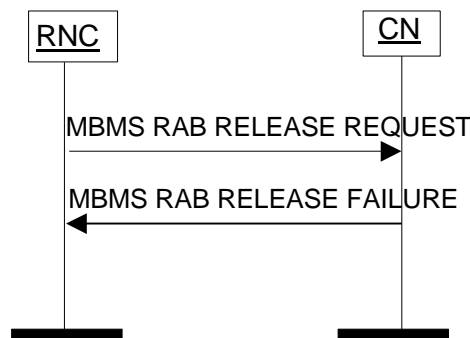 RNC
CN
MBMS RAB RELEASE REQUEST
MBMS RAB RELEASE FAILURE